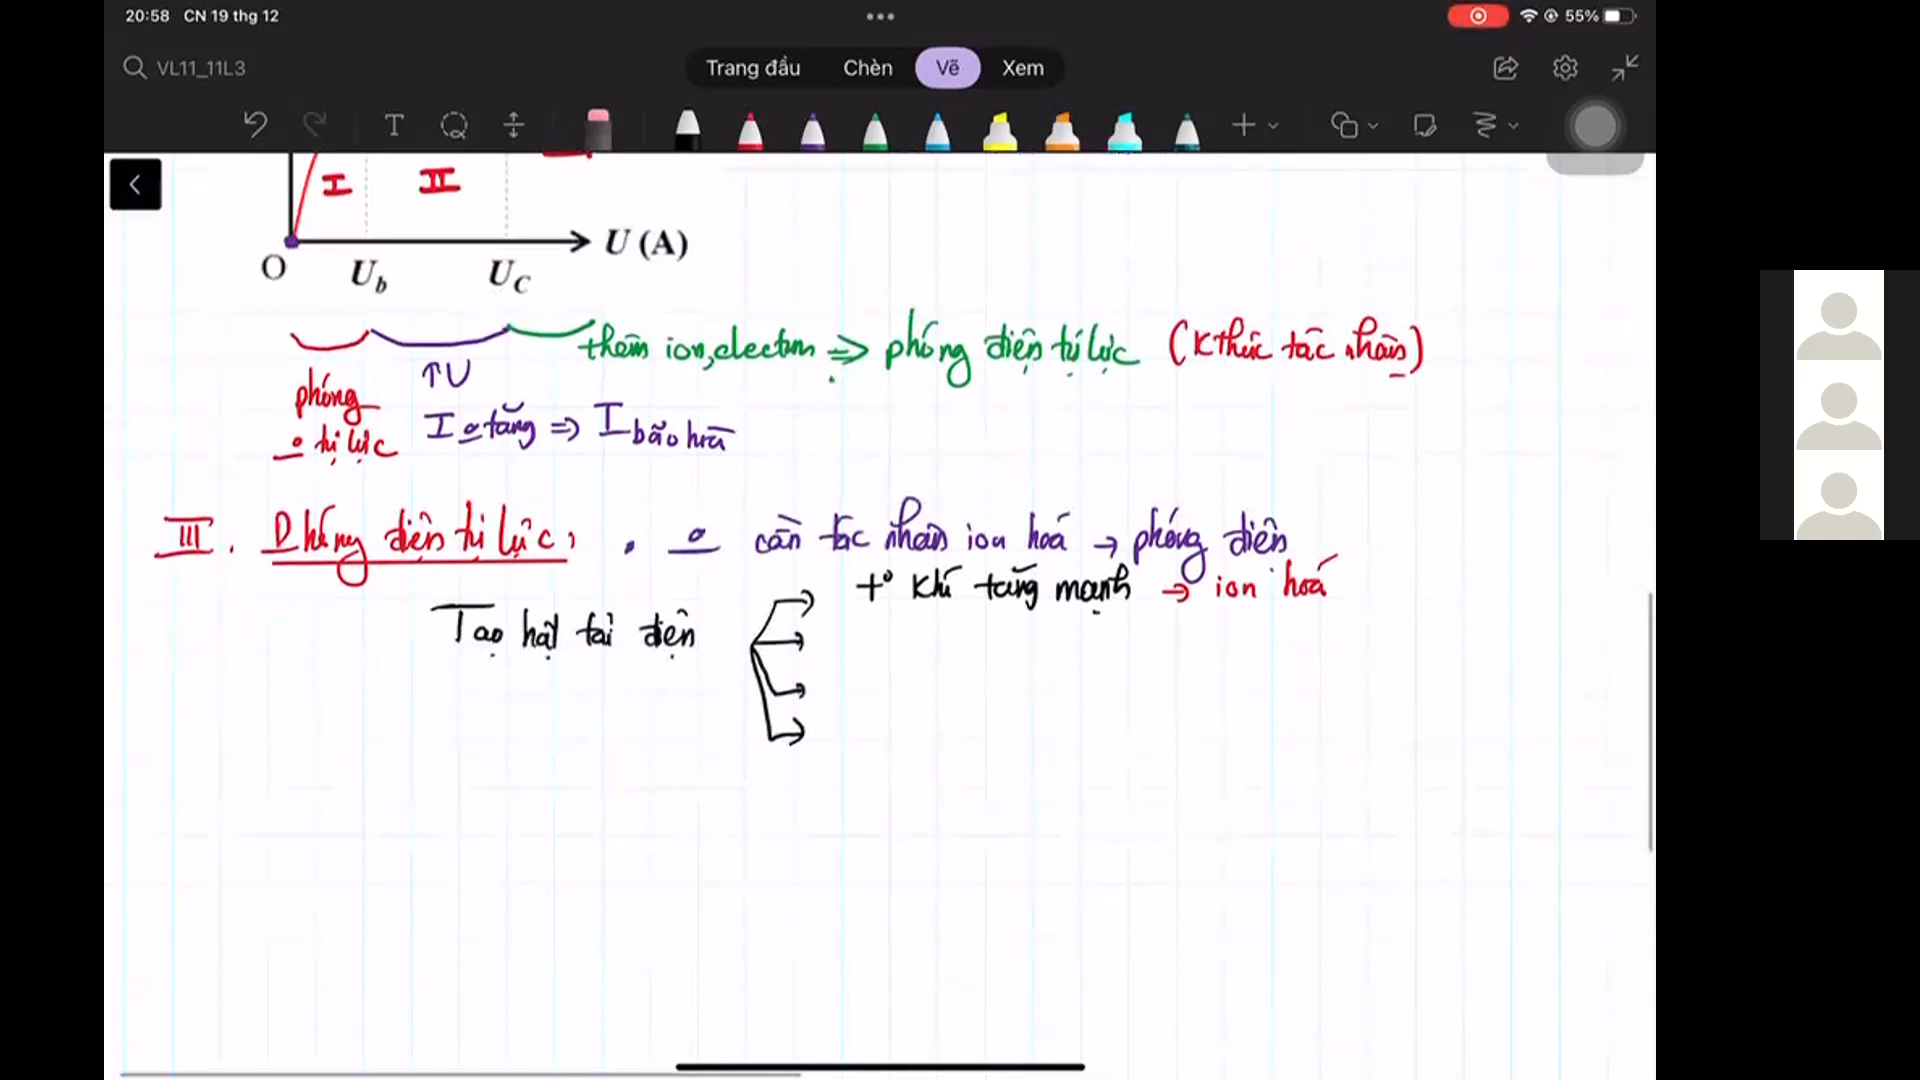 20:58 CN 19 thg 12
55%
VL11_11L3
Trang đầu Chèn Vẽ Xem
T
I II
O U_b U_C U (A)
thêm ion, electron => phóng điện tự lực (K thức tác nhân)
↑U
phóng
I o tăng => I bão hoà
o tự lực
III. Phóng điện tự lực: . o cần tác nhân ion hoá → phóng điện
+° Khí tăng mạnh → ion hoá
Tạo hạt tải điện